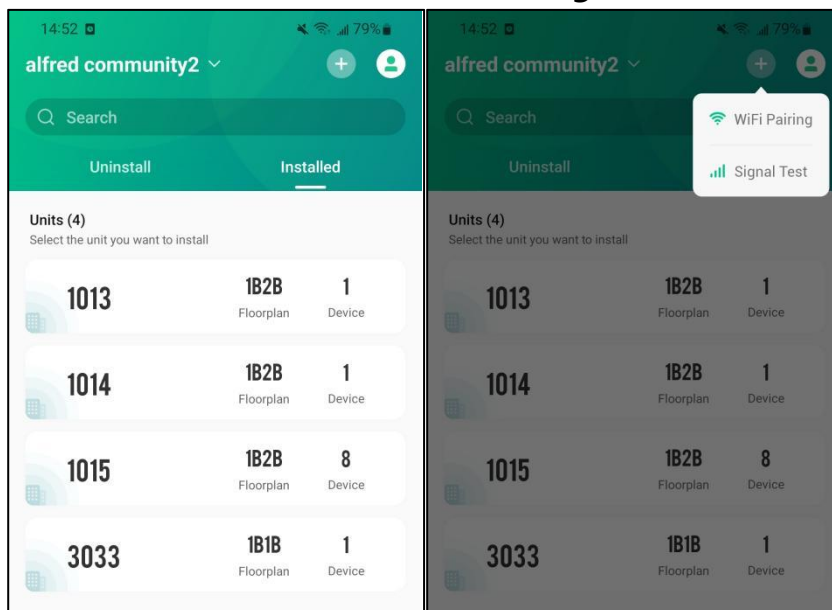 14:52 79%
alfred community2
Search
Uninstall Installed
Units (4)
Select the unit you want to install
1013 1B2B 1
Floorplan Device
1014 1B2B 1
Floorplan Device
1015 1B2B 8
Floorplan Device
3033 1B1B 1
Floorplan Device
14:52 79%
alfred community2
Search
WiFi Pairing
Uninstall
Signal Test
Units (4)
Select the unit you want to install
1013 1B2B 1
Floorplan Device
1014 1B2B 1
Floorplan Device
1015 1B2B 8
Floorplan Device
3033 1B1B 1
Floorplan Device